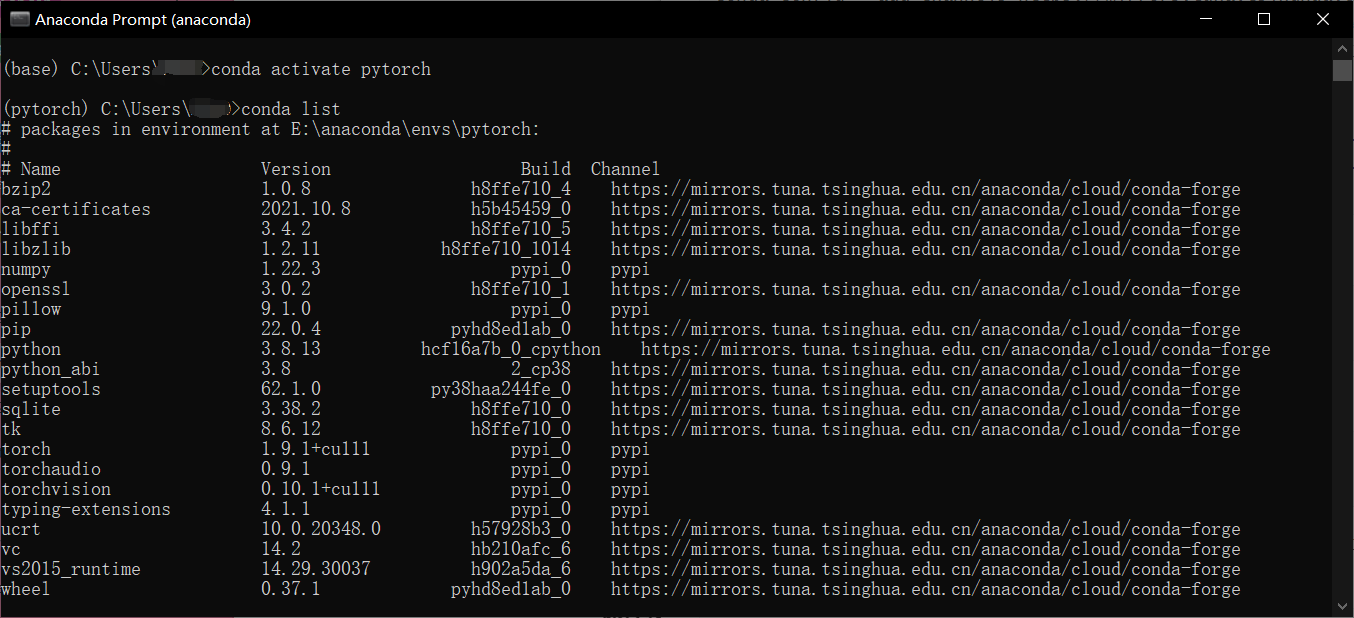 Anaconda Prompt (anaconda)
(base) C:\Users\>conda activate pytorch
(pytorch) C:\Users\>conda list
# packages in environment at E:\anaconda\envs\pytorch:
#
# Name Version Build Channel
bzip2 1.0.8 h8ffe710_4 https://mirrors.tuna.tsinghua.edu.cn/anaconda/cloud/conda-forge
ca-certificates 2021.10.8 h5b45459_0 https://mirrors.tuna.tsinghua.edu.cn/anaconda/cloud/conda-forge
libffi 3.4.2 h8ffe710_5 https://mirrors.tuna.tsinghua.edu.cn/anaconda/cloud/conda-forge
libzlib 1.2.11 h8ffe710_1014 https://mirrors.tuna.tsinghua.edu.cn/anaconda/cloud/conda-forge
numpy 1.22.3 pypi_0 pypi
openssl 3.0.2 h8ffe710_1 https://mirrors.tuna.tsinghua.edu.cn/anaconda/cloud/conda-forge
pillow 9.1.0 pypi_0 pypi
pip 22.0.4 pyhd8ed1ab_0 https://mirrors.tuna.tsinghua.edu.cn/anaconda/cloud/conda-forge
python 3.8.13 hcf16a7b_0_cpython https://mirrors.tuna.tsinghua.edu.cn/anaconda/cloud/conda-forge
python_abi 3.8 2_cp38 https://mirrors.tuna.tsinghua.edu.cn/anaconda/cloud/conda-forge
setuptools 62.1.0 py38haa244fe_0 https://mirrors.tuna.tsinghua.edu.cn/anaconda/cloud/conda-forge
sqlite 3.38.2 h8ffe710_0 https://mirrors.tuna.tsinghua.edu.cn/anaconda/cloud/conda-forge
tk 8.6.12 h8ffe710_0 https://mirrors.tuna.tsinghua.edu.cn/anaconda/cloud/conda-forge
torch 1.9.1+cu111 pypi_0 pypi
torchaudio 0.9.1 pypi_0 pypi
torchvision 0.10.1+cu111 pypi_0 pypi
typing-extensions 4.1.1 pypi_0 pypi
ucrt 10.0.20348.0 h57928b3_0 https://mirrors.tuna.tsinghua.edu.cn/anaconda/cloud/conda-forge
vc 14.2 hb210afc_6 https://mirrors.tuna.tsinghua.edu.cn/anaconda/cloud/conda-forge
vs2015_runtime 14.29.30037 h902a5da_6 https://mirrors.tuna.tsinghua.edu.cn/anaconda/cloud/conda-forge
wheel 0.37.1 pyhd8ed1ab_0 https://mirrors.tuna.tsinghua.edu.cn/anaconda/cloud/conda-forge